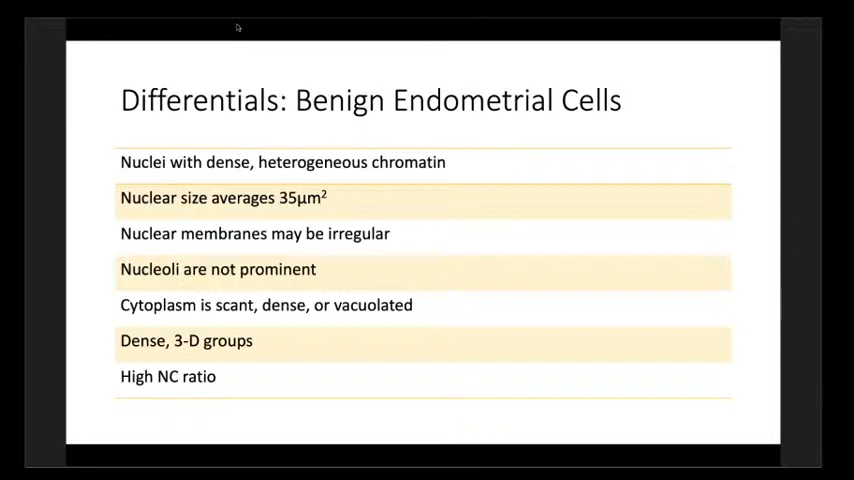 Differentials: Benign Endometrial Cells
Nuclei with dense, heterogeneous chromatin
Nuclear size averages 35µm²
Nuclear membranes may be irregular
Nucleoli are not prominent
Cytoplasm is scant, dense, or vacuolated
Dense, 3-D groups
High NC ratio